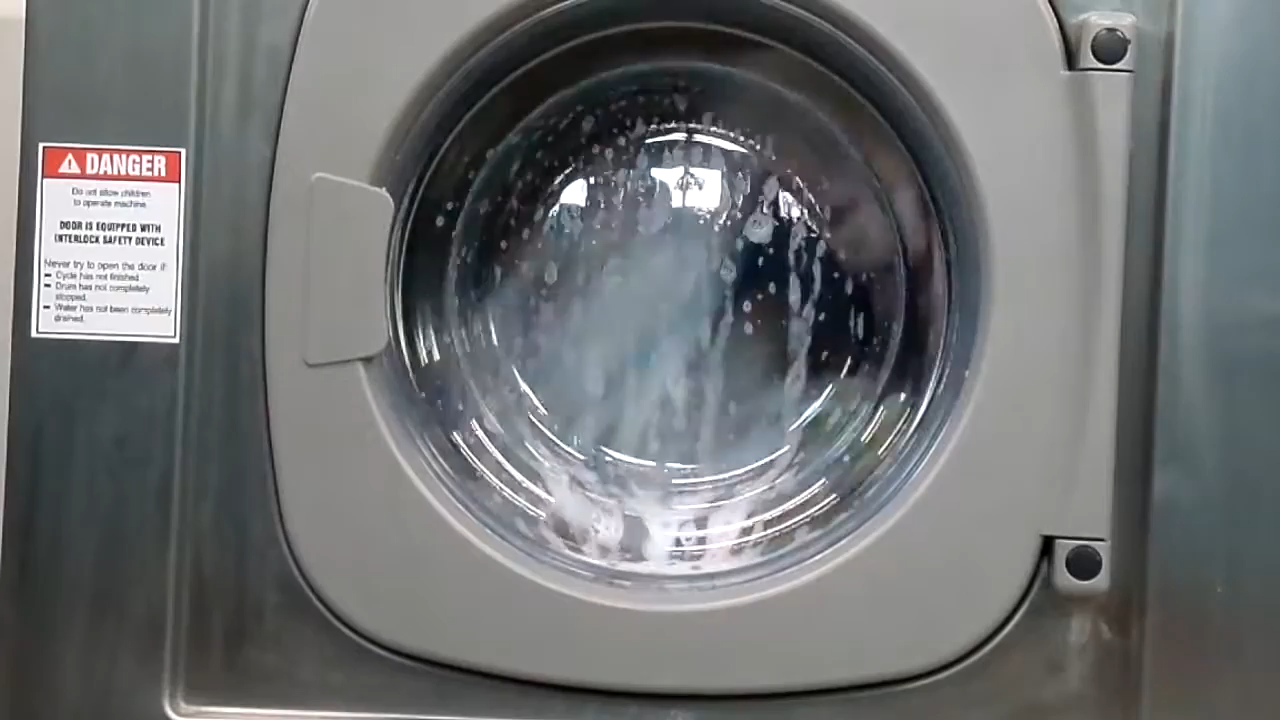 DANGER
Do not allow children
to operate machine.
DOOR IS EQUIPPED WITH
INTERLOCK SAFETY DEVICE
Never try to open the door if:
- Cycle has not finished.
- Drum has not completely
stopped.
- Water has not been completely
drained.